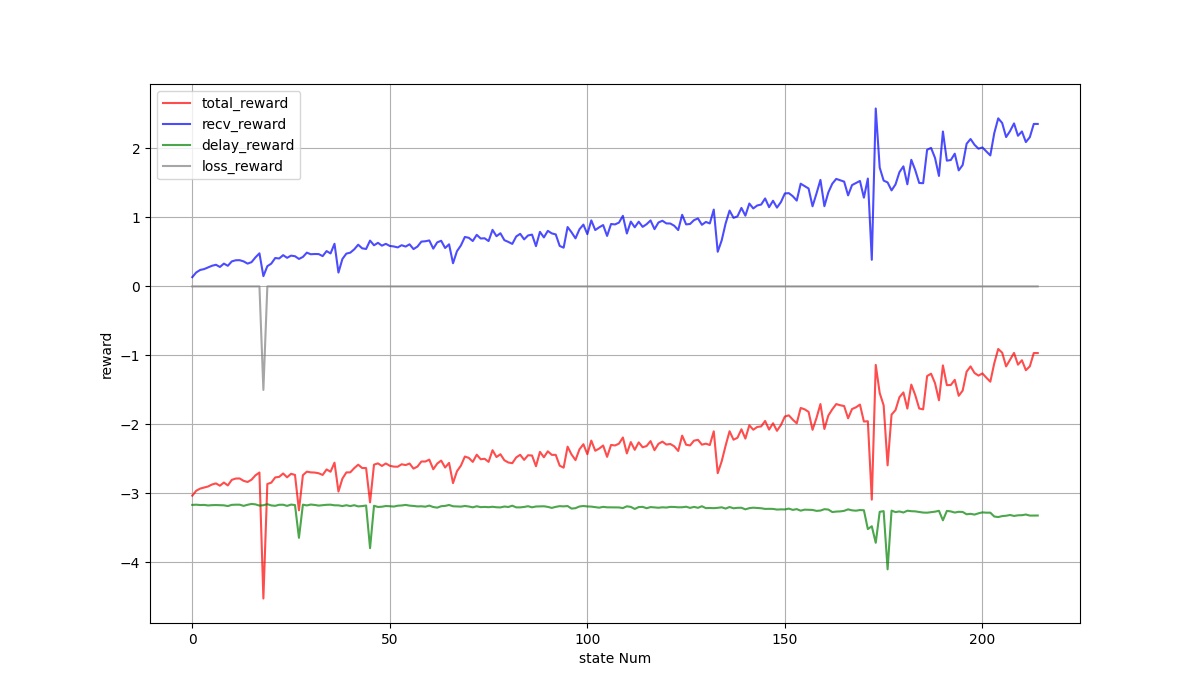 total_reward
recv_reward
delay_reward
loss_reward
2
1
0
−1
−2
−3
−4
reward
0 50 100 150 200
state Num